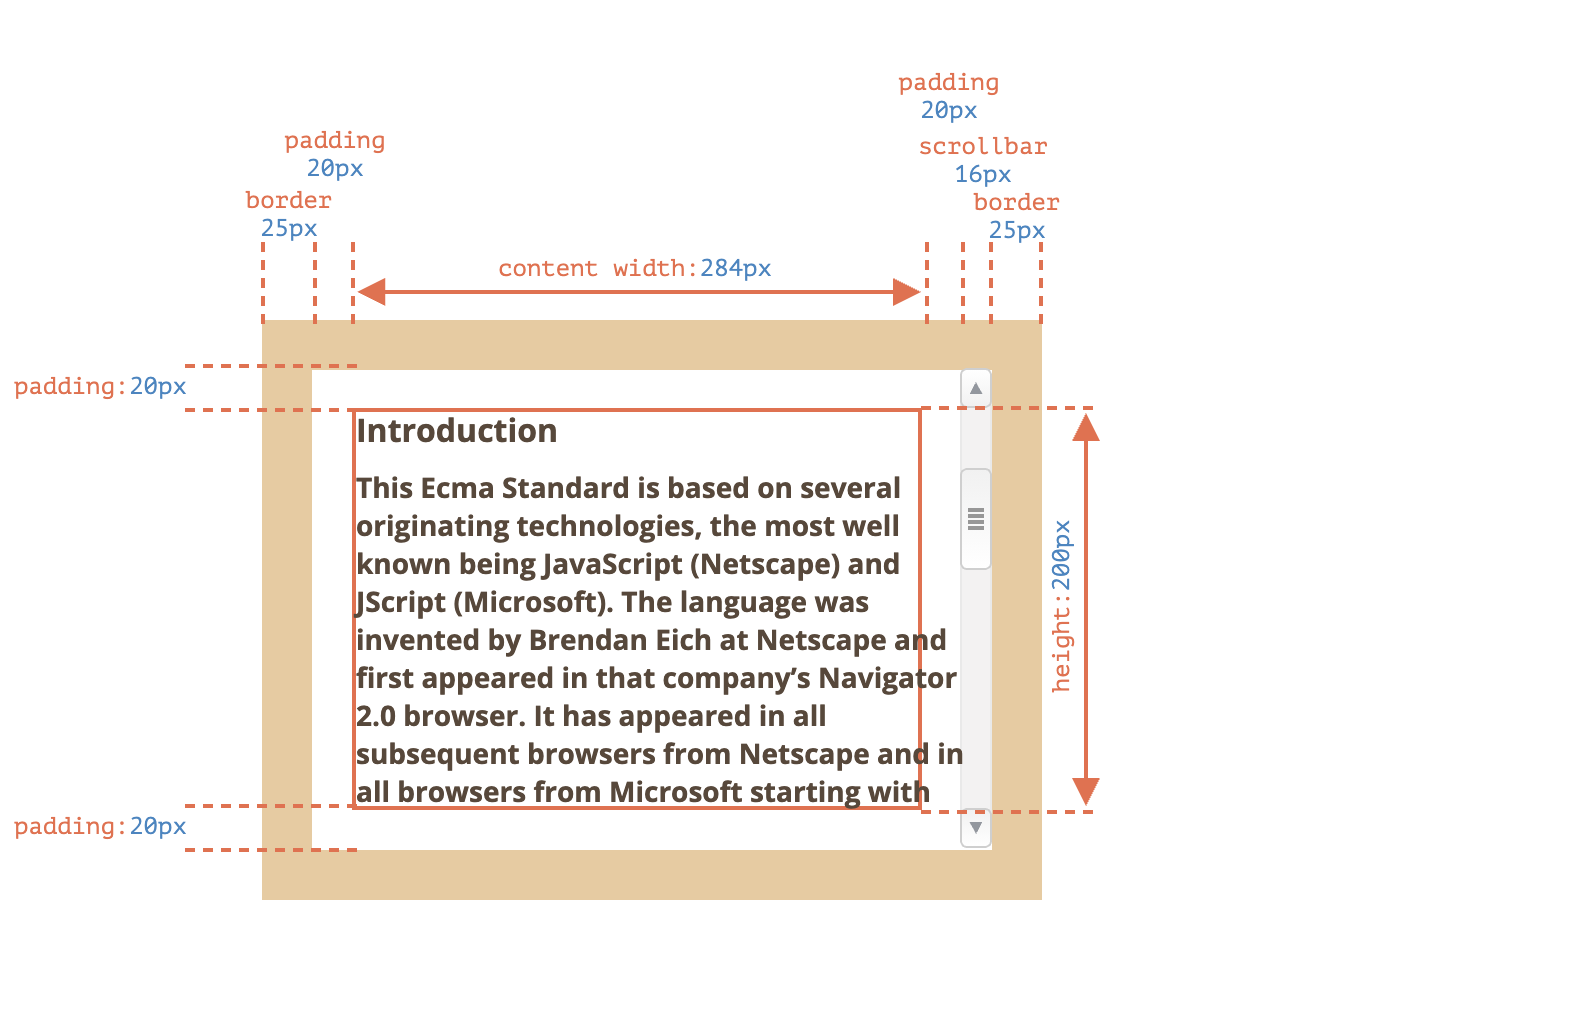 padding
20px
padding
20px
scrollbar
16px
border
25px
border
25px
content width:284px
padding:20px
Introduction
This Ecma Standard is based on several
originating technologies, the most well
known being JavaScript (Netscape) and
JScript (Microsoft). The language was
invented by Brendan Eich at Netscape and
first appeared in that company’s Navigator
2.0 browser. It has appeared in all
subsequent browsers from Netscape and in
all browsers from Microsoft starting with
height:200px
padding:20px